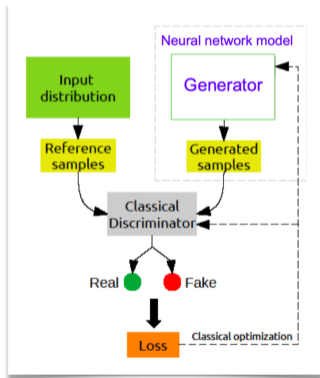 Neural network model
Input
distribution
Generator
Reference
samples
Generated
samples
Classical
Discriminator
Real
Fake
Loss
Classical optimization